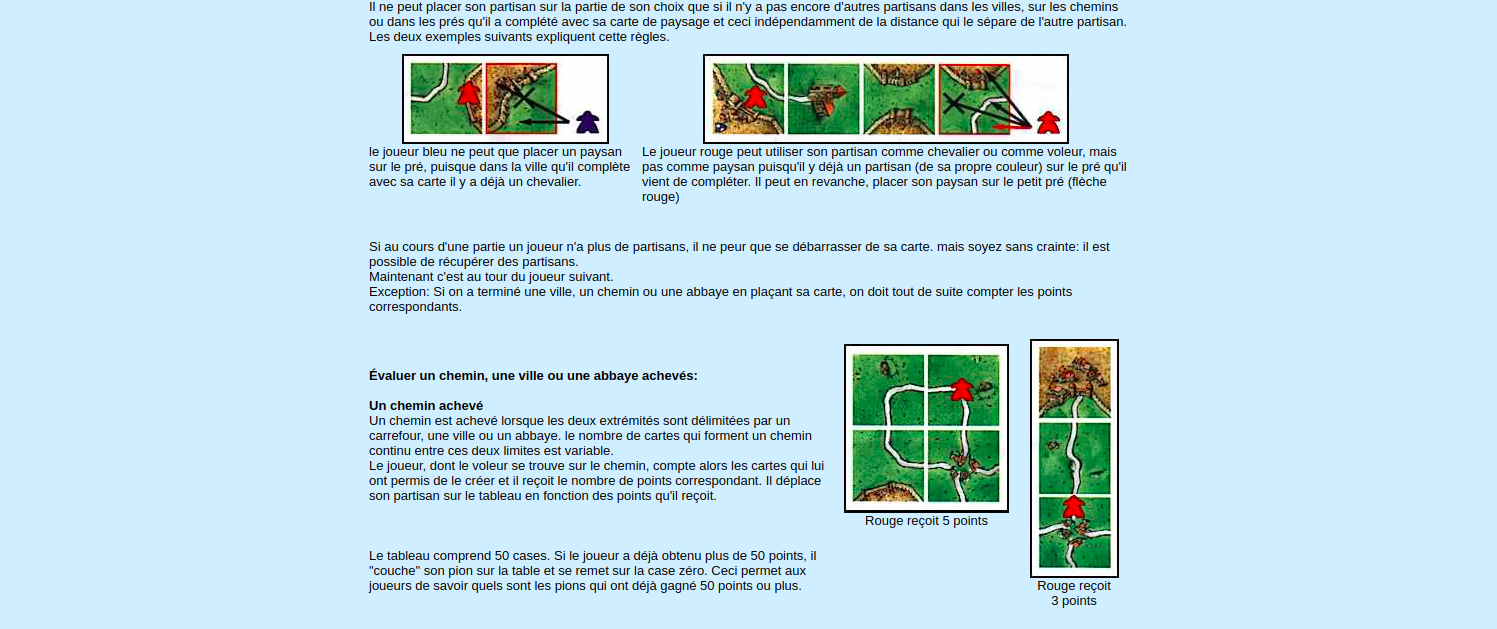 Il ne peut placer son partisan sur la partie de son choix que si il n'y a pas encore d'autres partisans dans les villes, sur les chemins
ou dans les prés qu'il a complété avec sa carte de paysage et ceci indépendamment de la distance qui le sépare de l'autre partisan.
Les deux exemples suivants expliquent cette règles.
le joueur bleu ne peut que placer un paysan
sur le pré, puisque dans la ville qu'il complète
avec sa carte il y a déjà un chevalier.
Le joueur rouge peut utiliser son partisan comme chevalier ou comme voleur, mais
pas comme paysan puisqu'il y déjà un partisan (de sa propre couleur) sur le pré qu'il
vient de compléter. Il peut en revanche, placer son paysan sur le petit pré (flèche
rouge)
Si au cours d'une partie un joueur n'a plus de partisans, il ne peur que se débarrasser de sa carte. mais soyez sans crainte: il est
possible de récupérer des partisans.
Maintenant c'est au tour du joueur suivant.
Exception: Si on a terminé une ville, un chemin ou une abbaye en plaçant sa carte, on doit tout de suite compter les points
correspondants.
Évaluer un chemin, une ville ou une abbaye achevés:
Un chemin achevé
Un chemin est achevé lorsque les deux extrémités sont délimitées par un
carrefour, une ville ou un abbaye. le nombre de cartes qui forment un chemin
continu entre ces deux limites est variable.
Le joueur, dont le voleur se trouve sur le chemin, compte alors les cartes qui lui
ont permis de le créer et il reçoit le nombre de points correspondant. Il déplace
son partisan sur le tableau en fonction des points qu'il reçoit.
Rouge reçoit 5 points
Le tableau comprend 50 cases. Si le joueur a déjà obtenu plus de 50 points, il
"couche" son pion sur la table et se remet sur la case zéro. Ceci permet aux
joueurs de savoir quels sont les pions qui ont déjà gagné 50 points ou plus.
Rouge reçoit
3 points